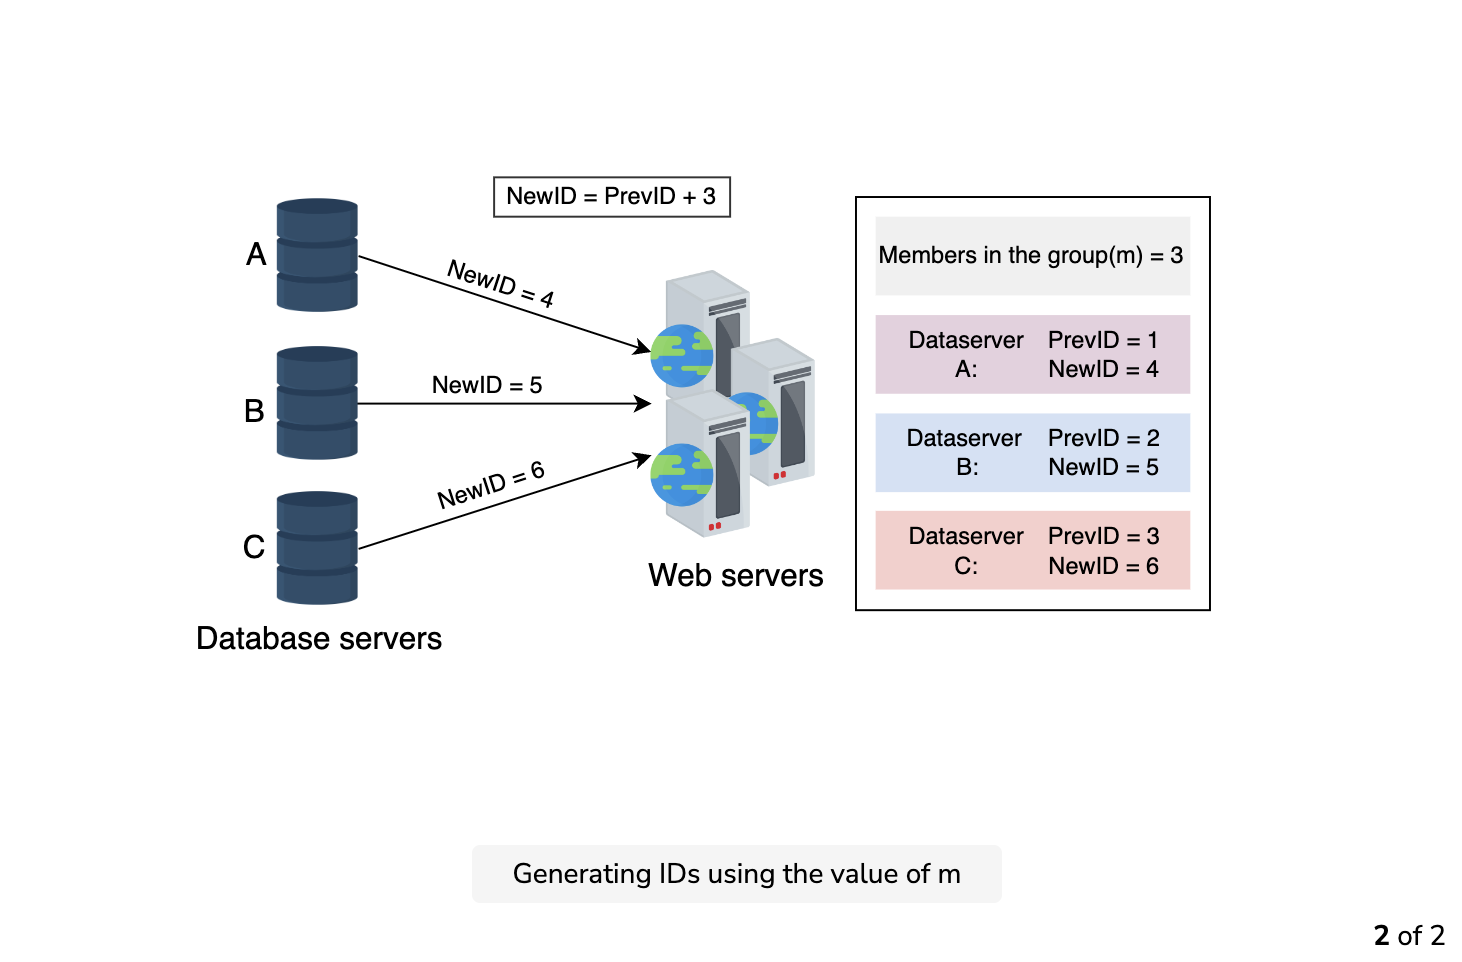 NewID = PrevID + 3
A
NewID = 4
B
NewID = 5
C
NewID = 6
Database servers
Web servers
Members in the group(m) = 3
Dataserver PrevID = 1
A: NewID = 4
Dataserver PrevID = 2
B: NewID = 5
Dataserver PrevID = 3
C: NewID = 6
Generating IDs using the value of m
2 of 2